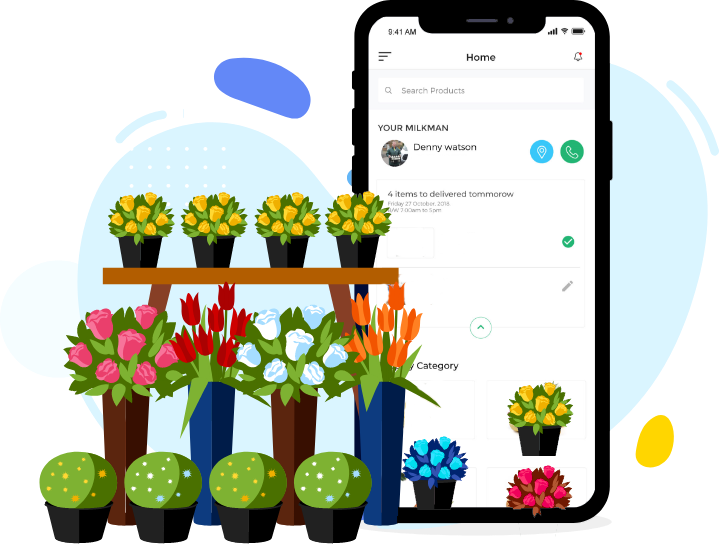 9:41 AM
Home
Search Products
YOUR MILKMAN
Denny watson
4 items to delivered tommorow
Friday 27 October, 2018
7.00am to 5pm
Category